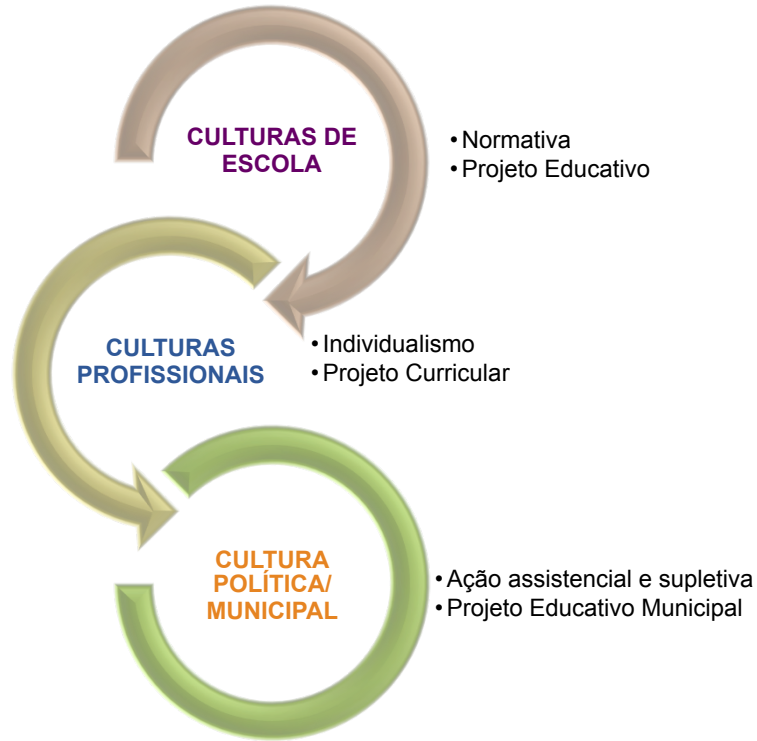 CULTURAS DE
ESCOLA
• Normativa
• Projeto Educativo
CULTURAS
PROFISSIONAIS
• Individualismo
• Projeto Curricular
CULTURA
POLÍTICA/
MUNICIPAL
• Ação assistencial e supletiva
• Projeto Educativo Municipal